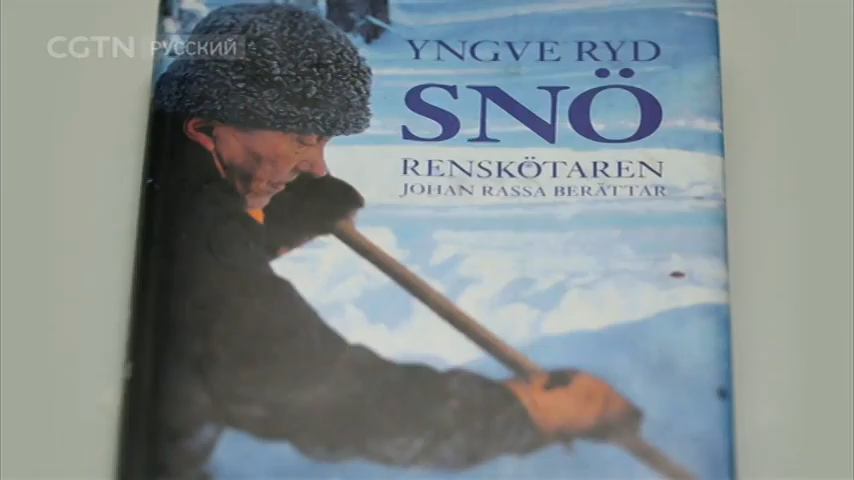 CGTN | Русский
YNGVE RYD
SNÖ
RENSKÖTAREN
JOHAN RASSA BERÄTTAR